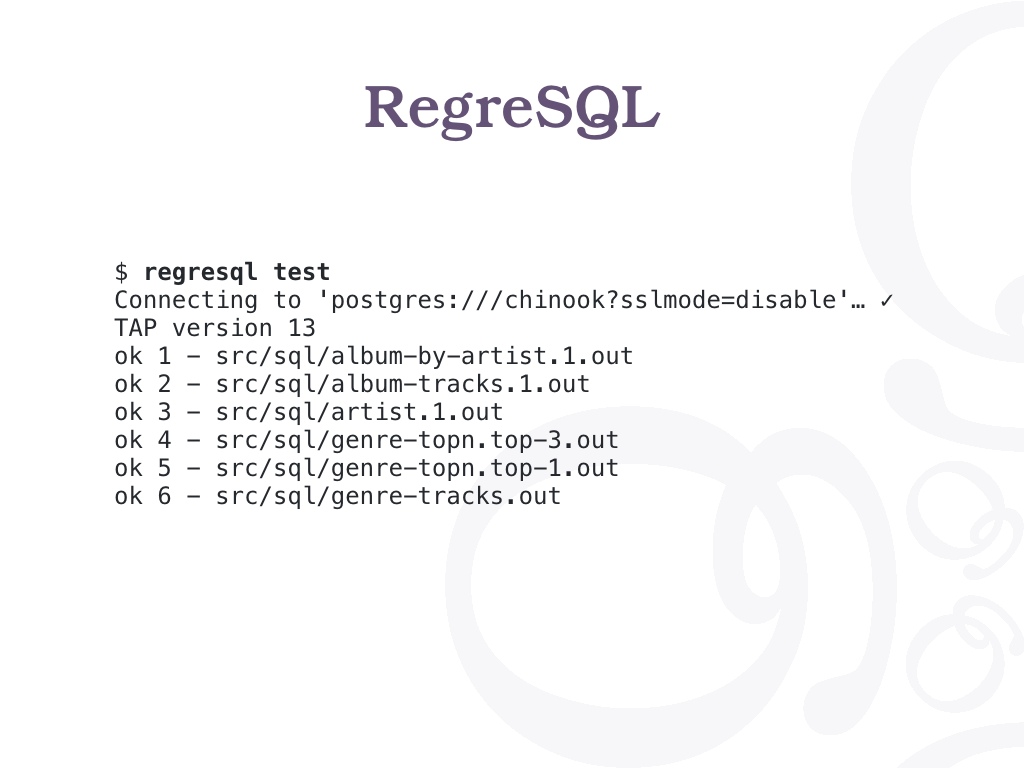 RegreSQL
$ regresql test
Connecting to 'postgres:///chinook?sslmode=disable'… ✓
TAP version 13
ok 1 - src/sql/album-by-artist.1.out
ok 2 - src/sql/album-tracks.1.out
ok 3 - src/sql/artist.1.out
ok 4 - src/sql/genre-topn.top-3.out
ok 5 - src/sql/genre-topn.top-1.out
ok 6 - src/sql/genre-tracks.out